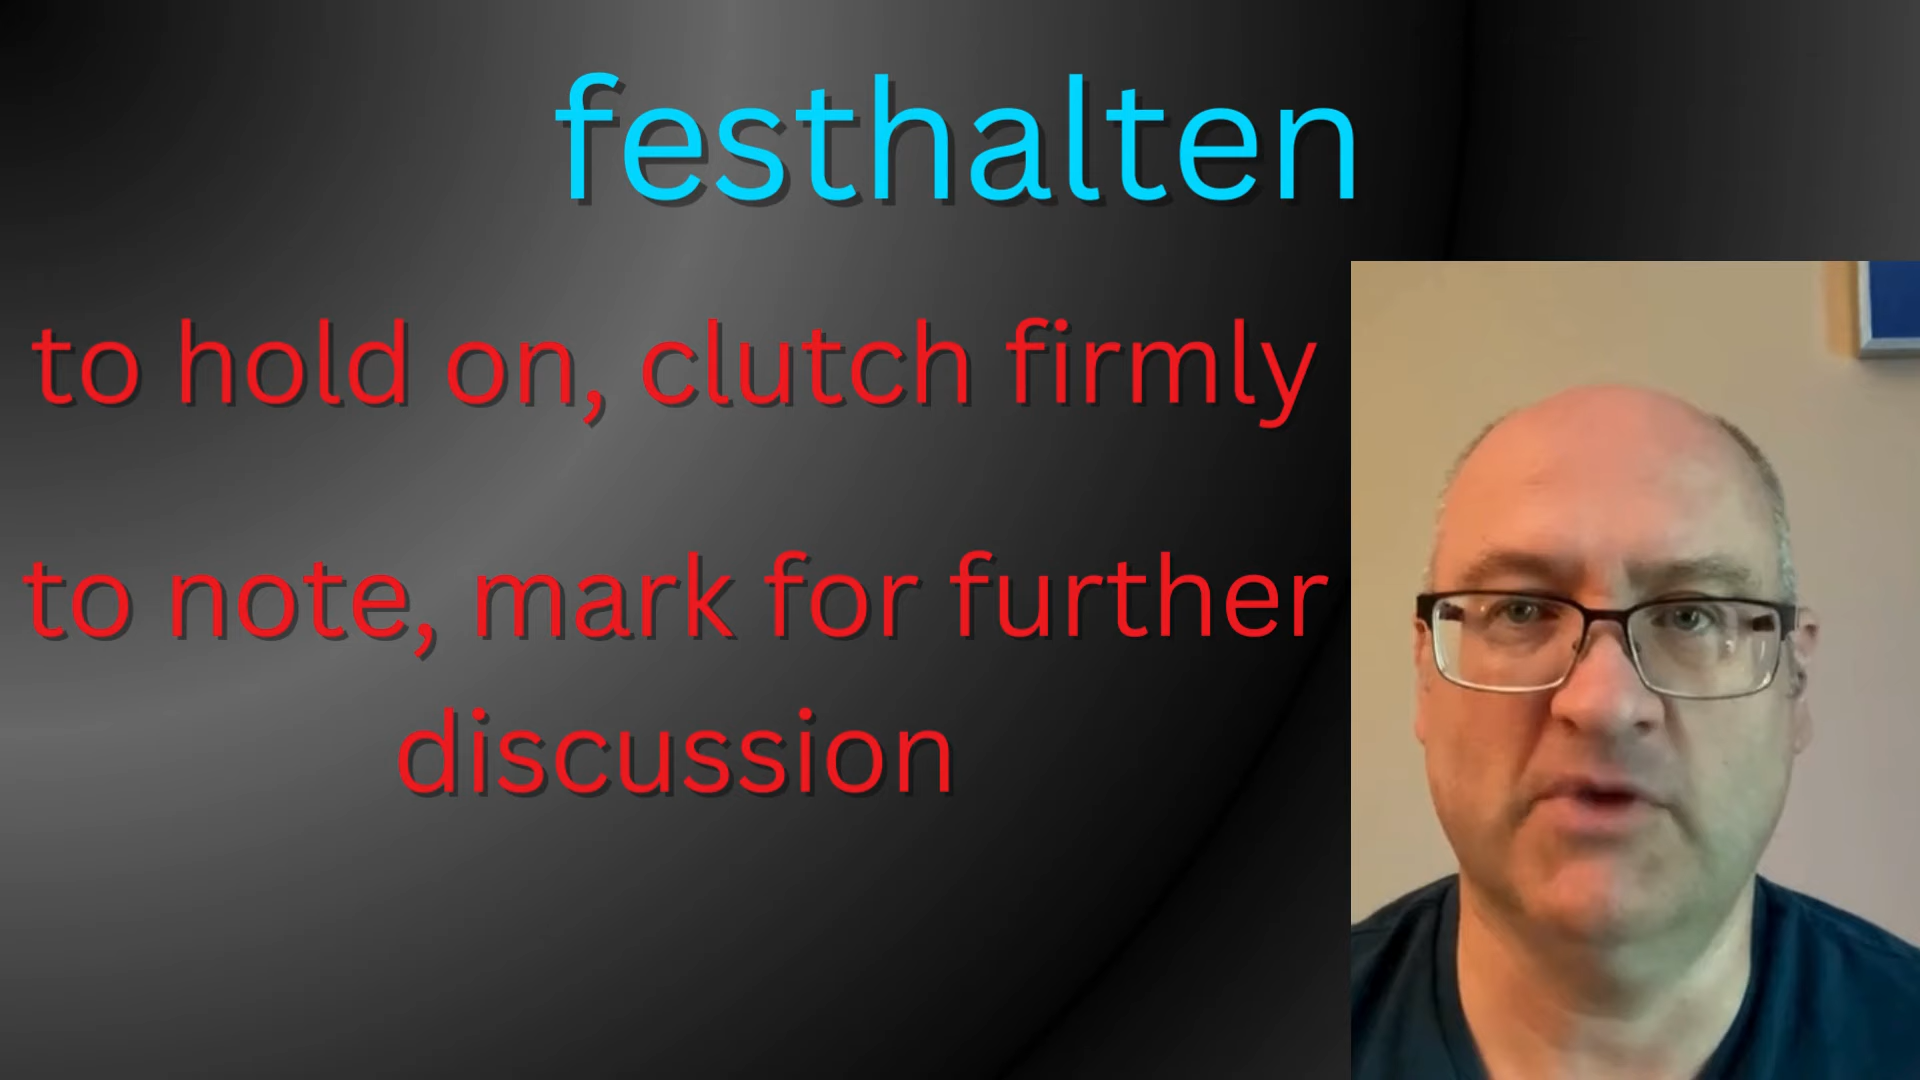 festhalten
to hold on, clutch firmly
to note, mark for further
discussion